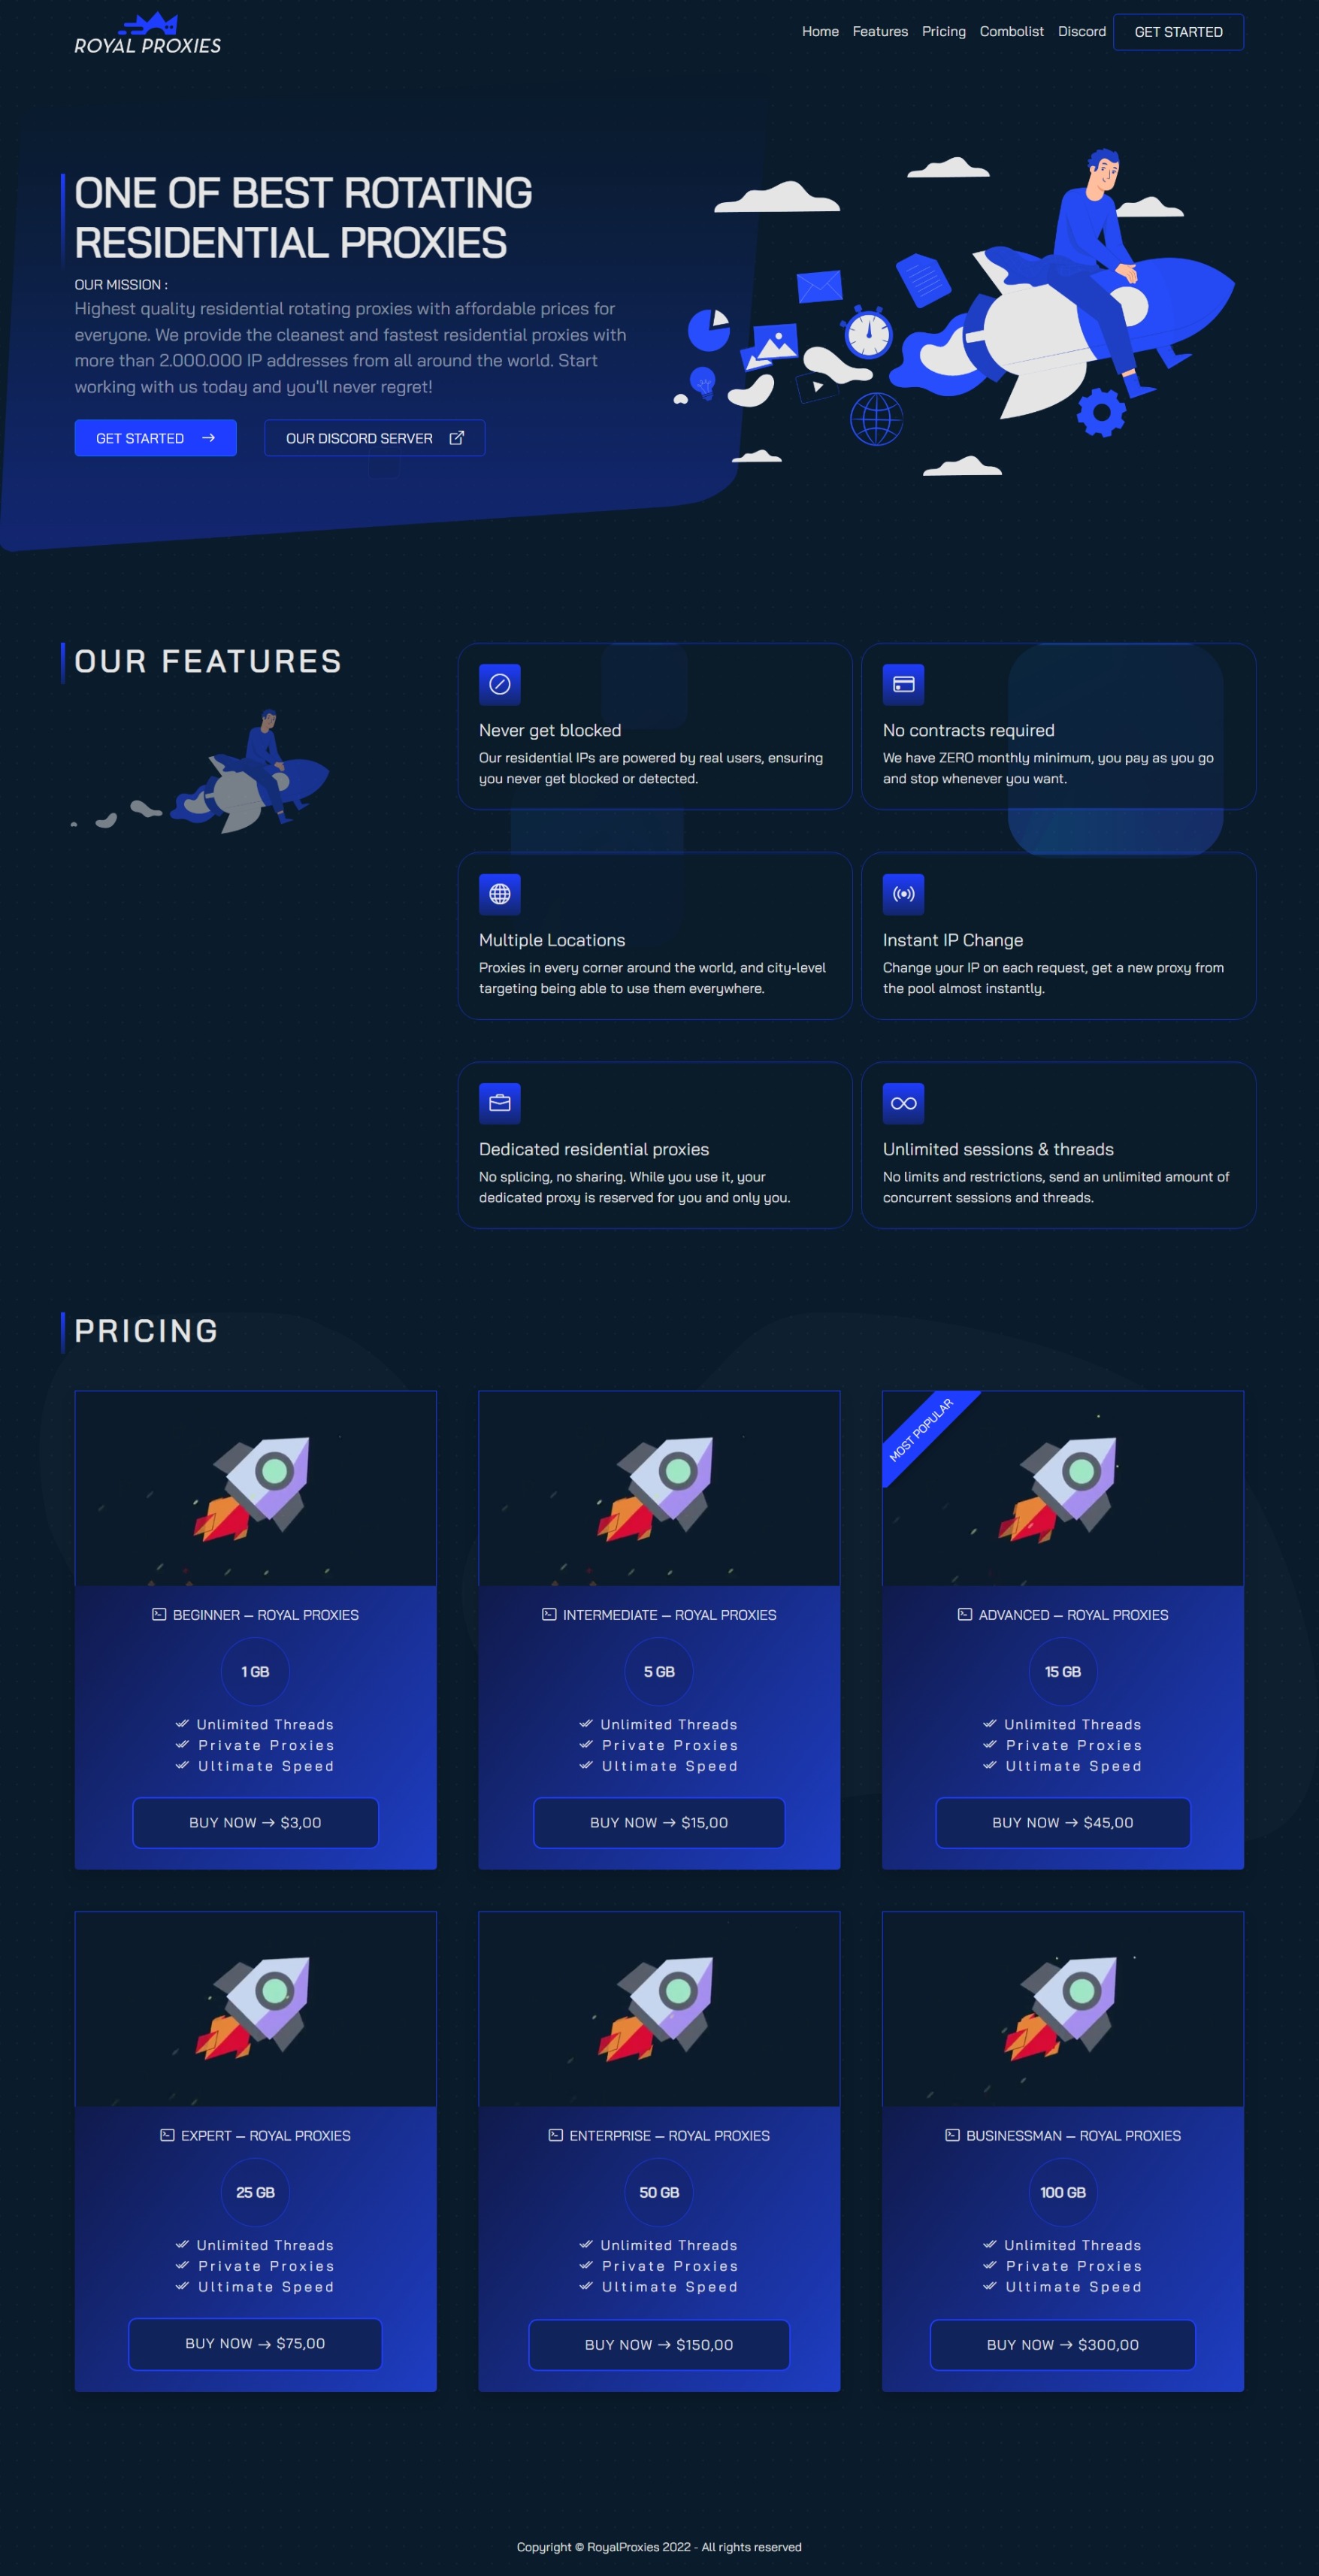 ROYAL PROXIES
Home Features Pricing Combolist Discord GET STARTED
ONE OF BEST ROTATING
RESIDENTIAL PROXIES
OUR MISSION :
Highest quality residential rotating proxies with affordable prices for
everyone. We provide the cleanest and fastest residential proxies with
more than 2.000.000 IP addresses from all around the world. Start
working with us today and you'll never regret!
GET STARTED →
OUR DISCORD SERVER
OUR FEATURES
Never get blocked
Our residential IPs are powered by real users, ensuring
you never get blocked or detected.
No contracts required
We have ZERO monthly minimum, you pay as you go
and stop whenever you want.
Multiple Locations
Proxies in every corner around the world, and city-level
targeting being able to use them everywhere.
Instant IP Change
Change your IP on each request, get a new proxy from
the pool almost instantly.
Dedicated residential proxies
No splicing, no sharing. While you use it, your
dedicated proxy is reserved for you and only you.
Unlimited sessions & threads
No limits and restrictions, send an unlimited amount of
concurrent sessions and threads.
PRICING
BEGINNER — ROYAL PROXIES
1 GB
Unlimited Threads
Private Proxies
Ultimate Speed
BUY NOW → $3,00
INTERMEDIATE — ROYAL PROXIES
5 GB
Unlimited Threads
Private Proxies
Ultimate Speed
BUY NOW → $15,00
MOST POPULAR
ADVANCED — ROYAL PROXIES
15 GB
Unlimited Threads
Private Proxies
Ultimate Speed
BUY NOW → $45,00
EXPERT — ROYAL PROXIES
25 GB
Unlimited Threads
Private Proxies
Ultimate Speed
BUY NOW → $75,00
ENTERPRISE — ROYAL PROXIES
50 GB
Unlimited Threads
Private Proxies
Ultimate Speed
BUY NOW → $150,00
BUSINESSMAN — ROYAL PROXIES
100 GB
Unlimited Threads
Private Proxies
Ultimate Speed
BUY NOW → $300,00
Copyright © RoyalProxies 2022 - All rights reserved